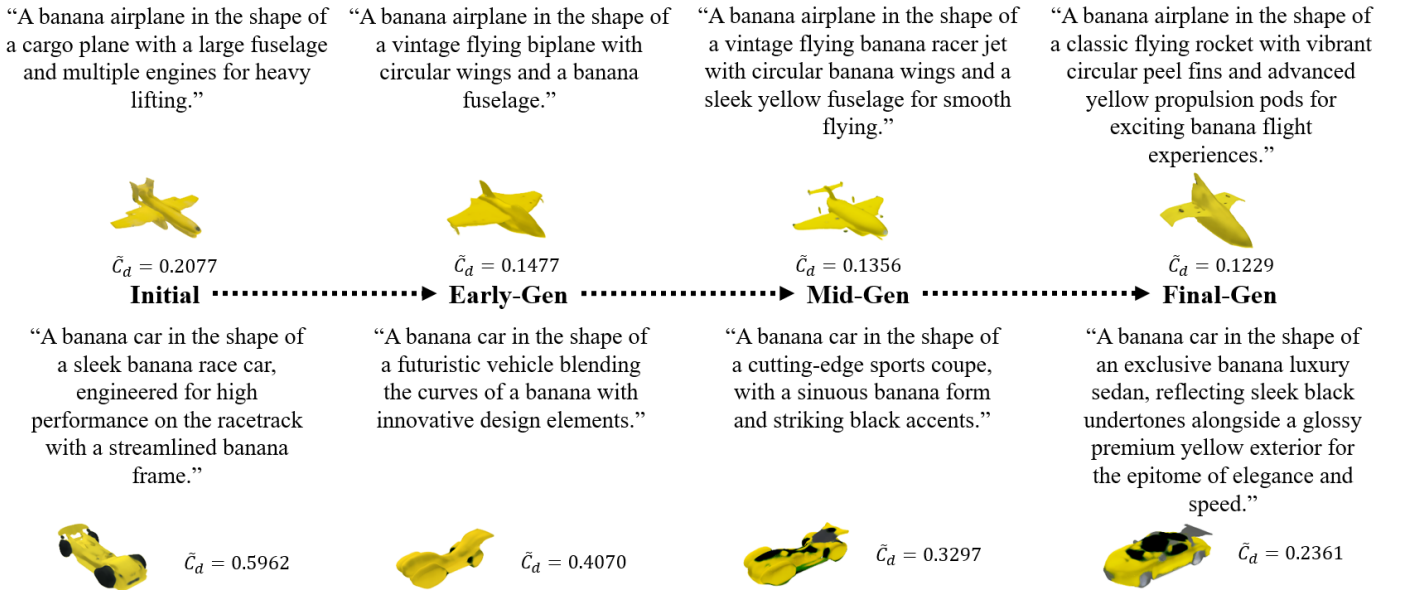 “A banana airplane in the shape of
a cargo plane with a large fuselage
and multiple engines for heavy
lifting.”
“A banana airplane in the shape of
a vintage flying biplane with
circular wings and a banana
fuselage.”
“A banana airplane in the shape of
a vintage flying banana racer jet
with circular banana wings and a
sleek yellow fuselage for smooth
flying.”
“A banana airplane in the shape of
a classic flying rocket with vibrant
circular peel fins and advanced
yellow propulsion pods for
exciting banana flight
experiences.”
C̃d = 0.2077
C̃d = 0.1477
C̃d = 0.1356
C̃d = 0.1229
Initial
Early-Gen
Mid-Gen
Final-Gen
“A banana car in the shape of
a sleek banana race car,
engineered for high
performance on the racetrack
with a streamlined banana
frame.”
“A banana car in the shape of
a futuristic vehicle blending
the curves of a banana with
innovative design elements.”
“A banana car in the shape of
a cutting-edge sports coupe,
with a sinuous banana form
and striking black accents.”
“A banana car in the shape of
an exclusive banana luxury
sedan, reflecting sleek black
undertones alongside a glossy
premium yellow exterior for
the epitome of elegance and
speed.”
C̃d = 0.5962
C̃d = 0.4070
C̃d = 0.3297
C̃d = 0.2361